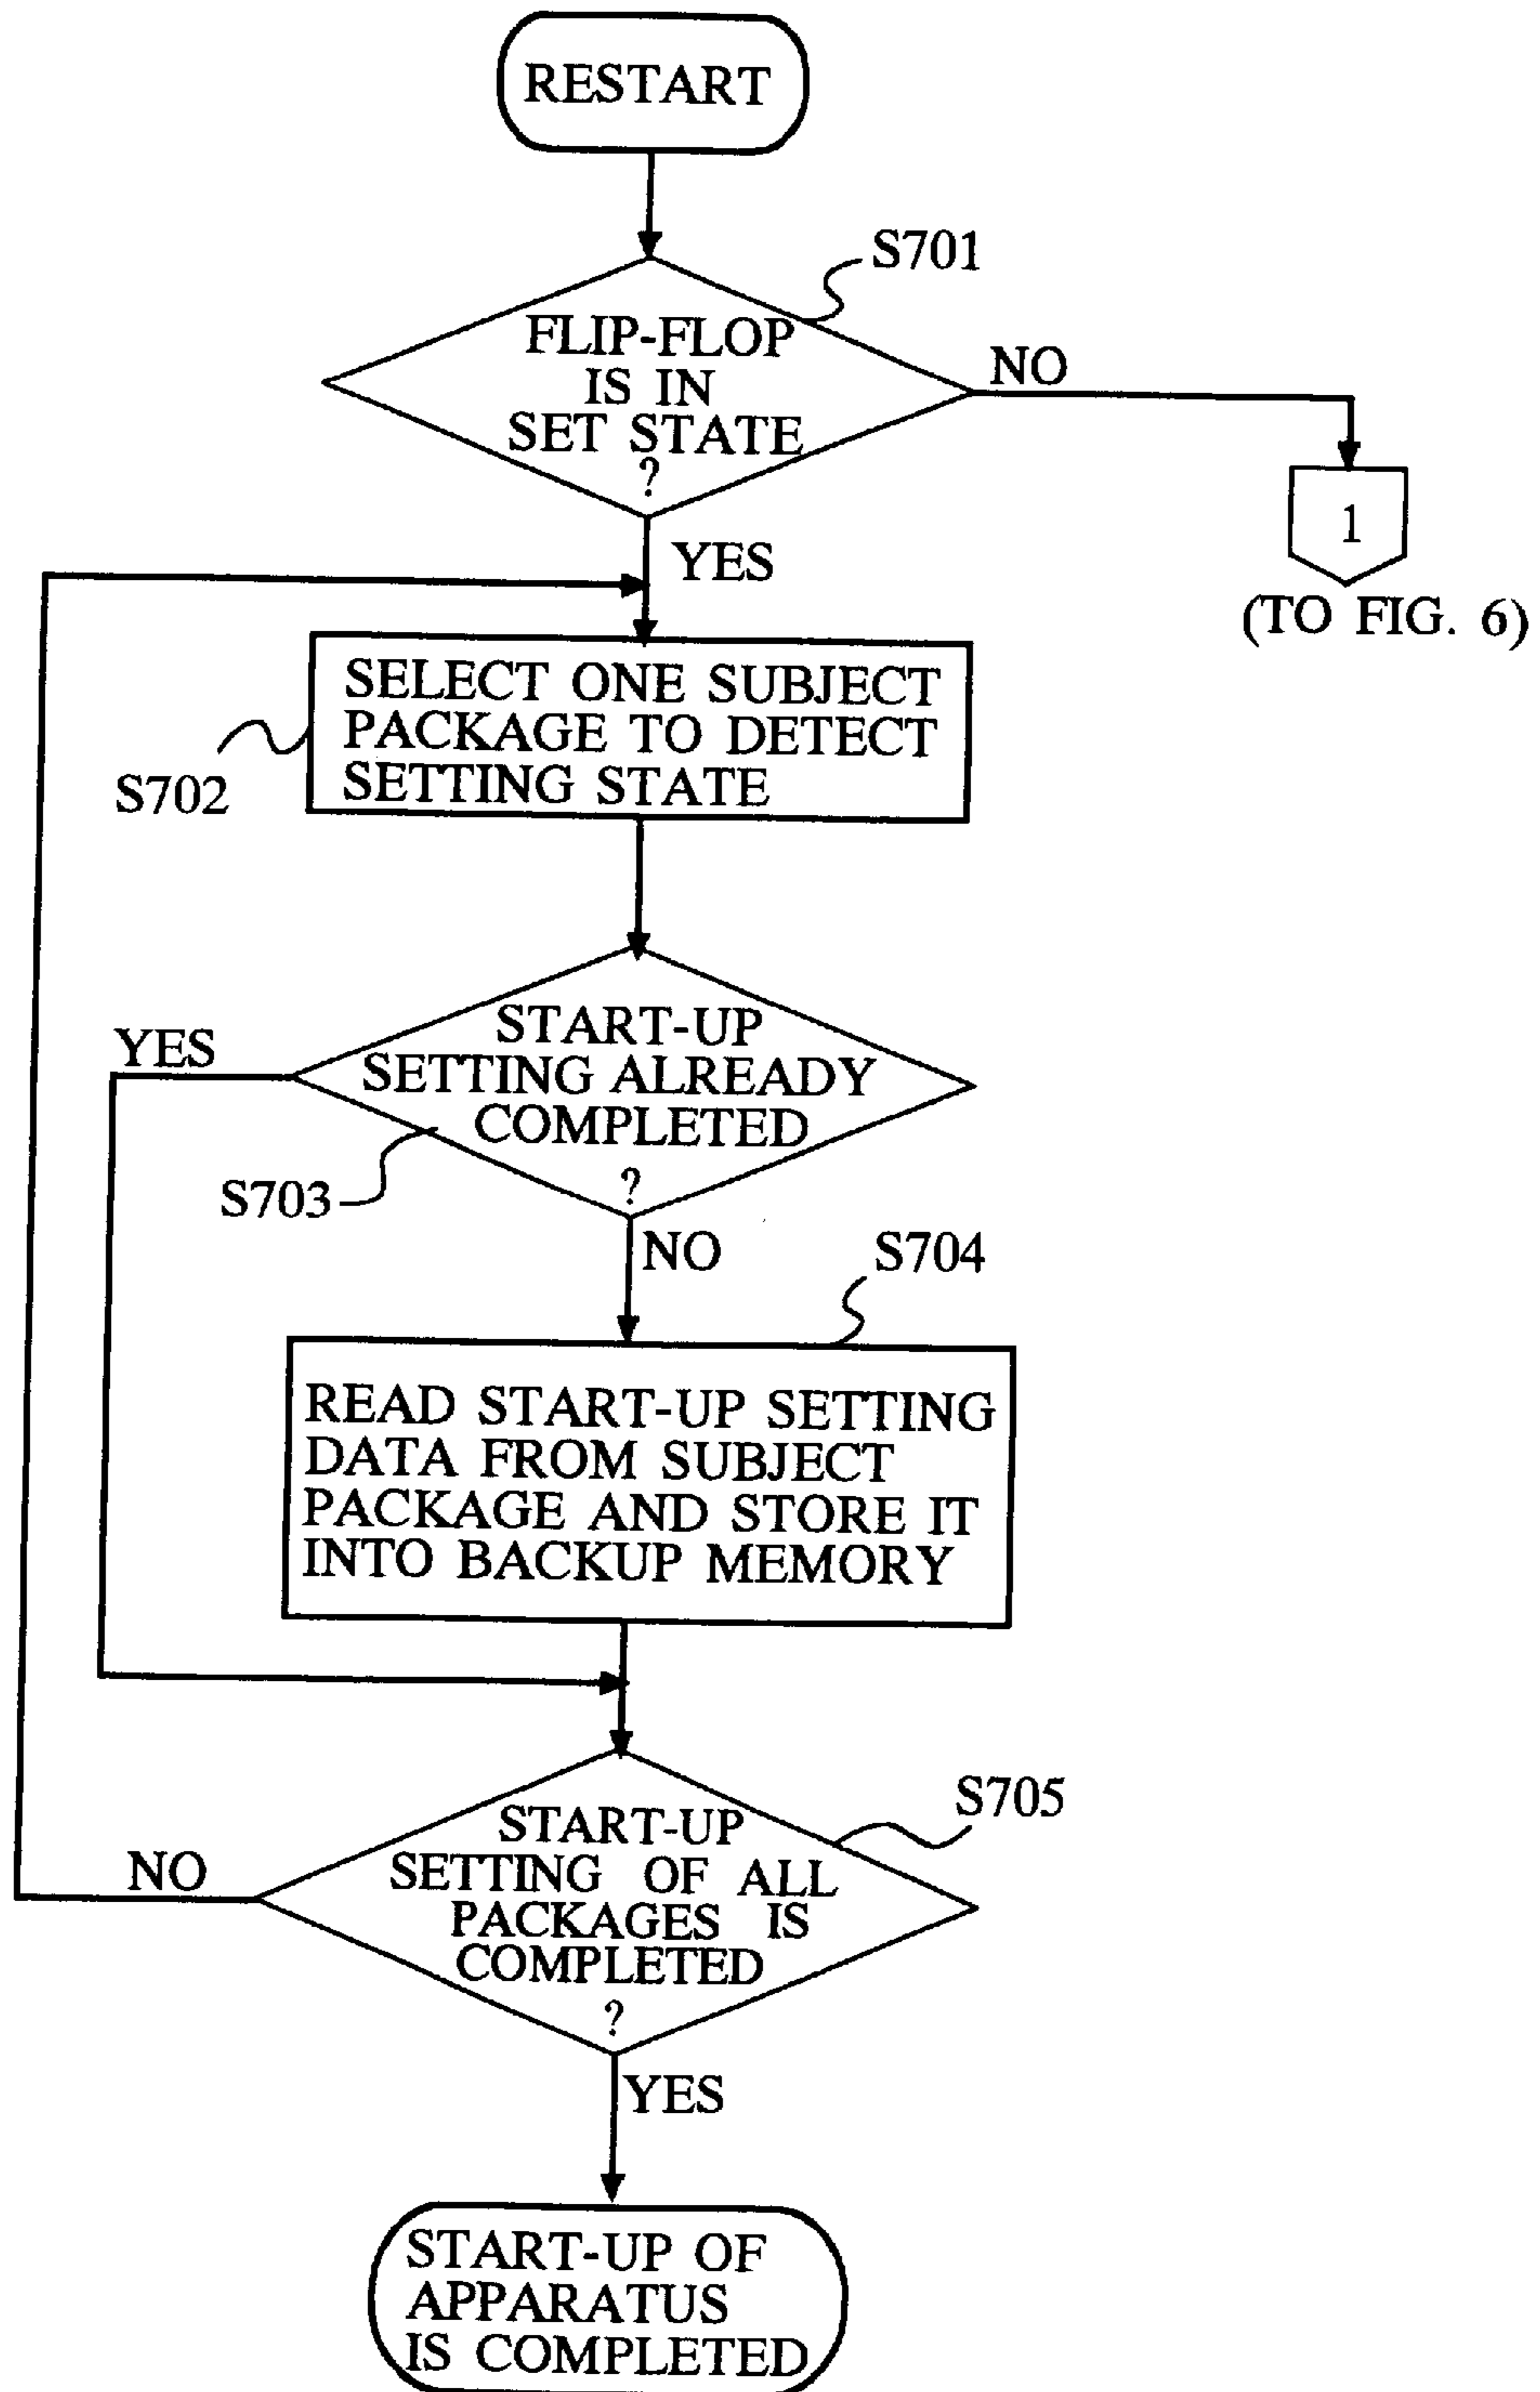 RESTART
S701
FLIP-FLOP
IS IN
SET STATE
?
NO
1
(TO FIG. 6)
YES
SELECT ONE SUBJECT
PACKAGE TO DETECT
SETTING STATE
S702
START-UP
SETTING ALREADY
COMPLETED
?
YES
S703
NO
S704
READ START-UP SETTING
DATA FROM SUBJECT
PACKAGE AND STORE IT
INTO BACKUP MEMORY
S705
START-UP
SETTING OF ALL
PACKAGES IS
COMPLETED
?
NO
YES
START-UP OF
APPARATUS
IS COMPLETED